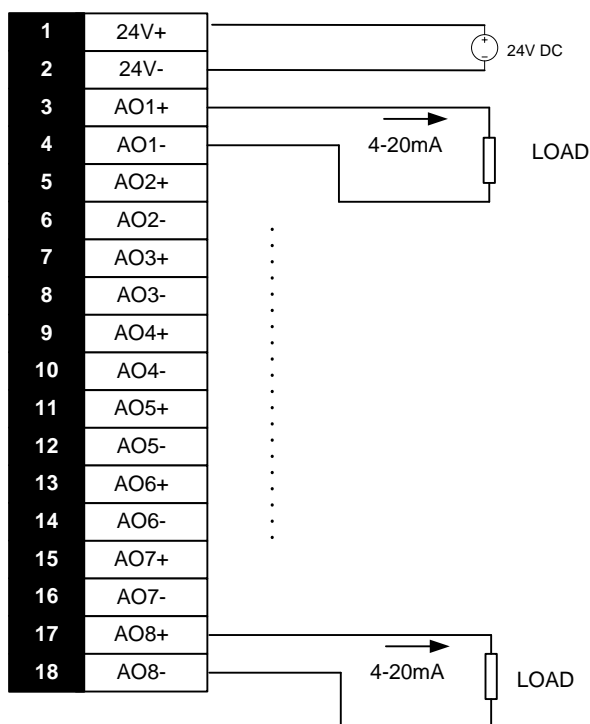 1 24V+
2 24V-
24V DC
3 AO1+
4 AO1-
4-20mA
LOAD
5 AO2+
6 AO2-
7 AO3+
8 AO3-
9 AO4+
10 AO4-
11 AO5+
12 AO5-
13 AO6+
14 AO6-
15 AO7+
16 AO7-
17 AO8+
18 AO8-
4-20mA
LOAD